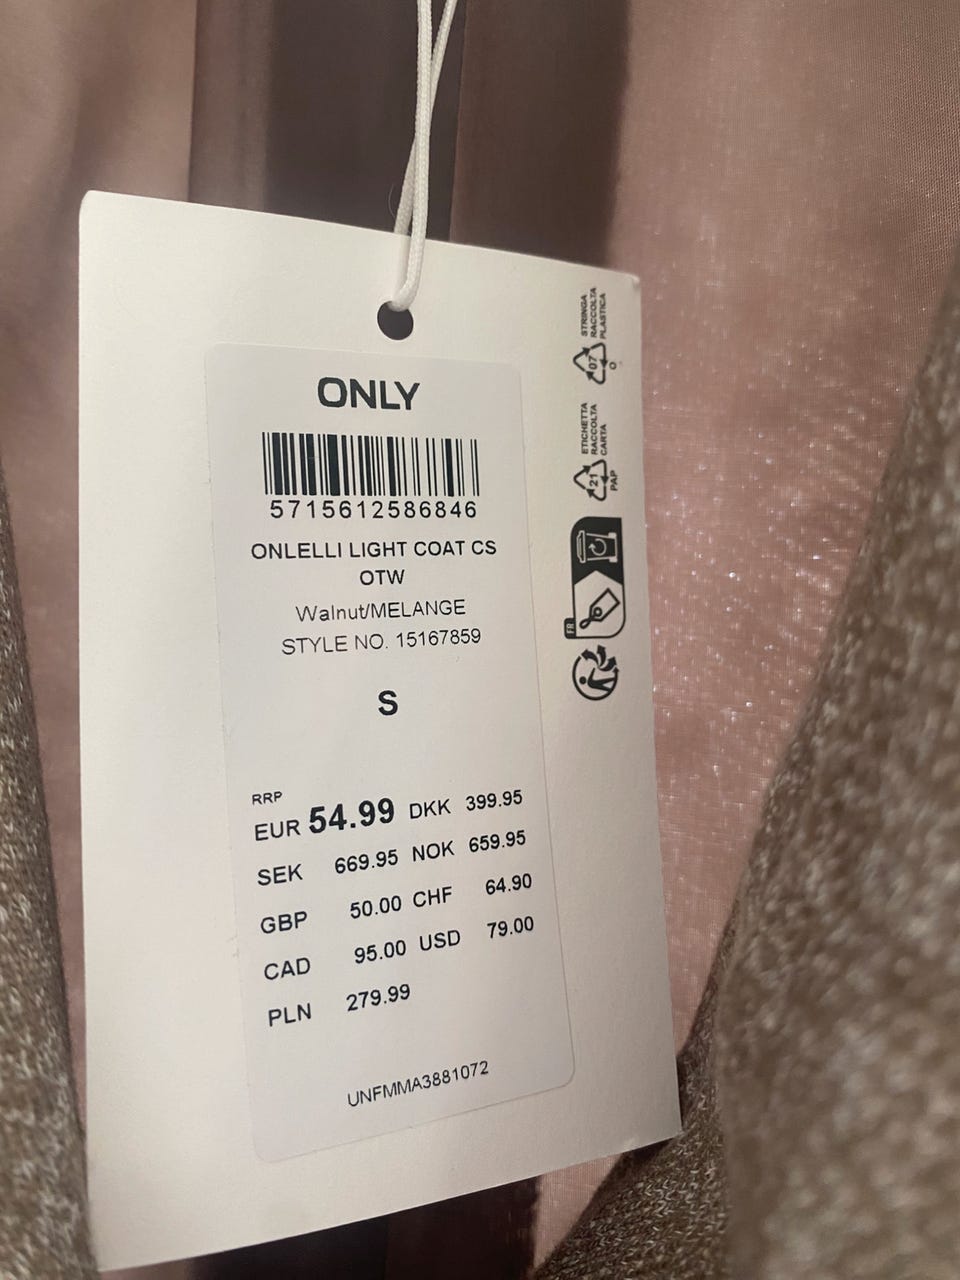 ONLY
5715612586846
ONLELLI LIGHT COAT CS
OTW
Walnut/MELANGE
STYLE NO. 15167859
S
RRP
EUR 54.99 DKK 399.95
SEK 669.95 NOK 659.95
GBP 50.00 CHF 64.90
CAD 95.00 USD 79.00
PLN 279.99
UNFMMA3881072
STRINGA
RACCOLTA
PLASTICA
07
O
ETICHETTA
RACCOLTA
CARTA
21
PAP
FR